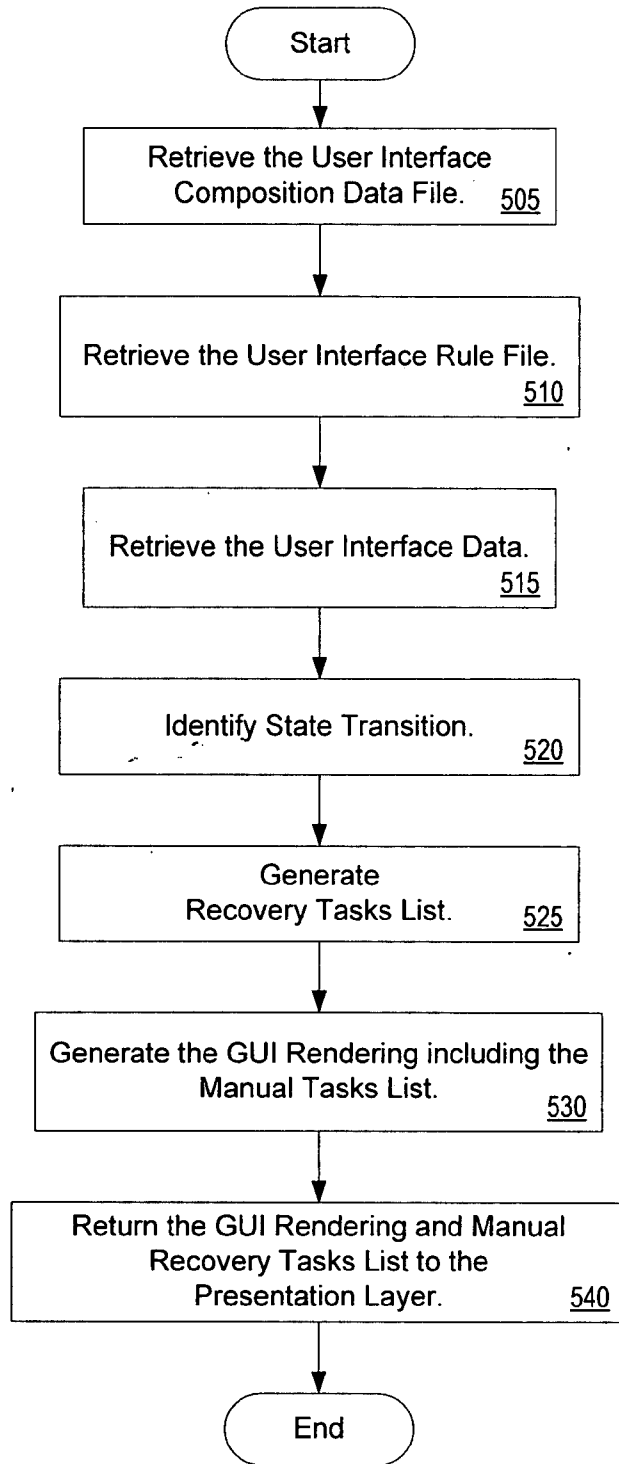 Start
Retrieve the User Interface
Composition Data File.
505
Retrieve the User Interface Rule File.
510
Retrieve the User Interface Data.
515
Identify State Transition.
520
Generate
Recovery Tasks List.
525
Generate the GUI Rendering including the
Manual Tasks List.
530
Return the GUI Rendering and Manual
Recovery Tasks List to the
Presentation Layer.
540
End